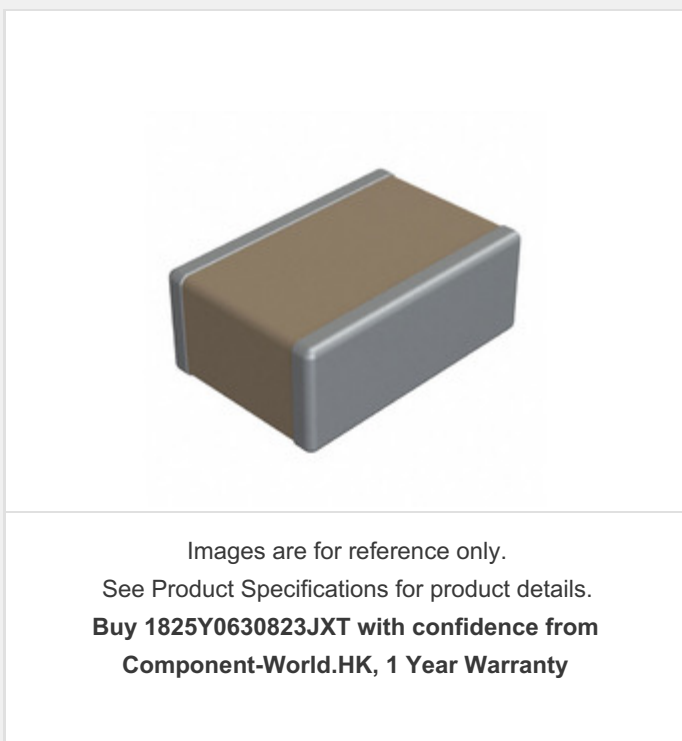 Images are for reference only.
See Product Specifications for product details.
Buy 1825Y0630823JXT with confidence from
Component-World.HK, 1 Year Warranty